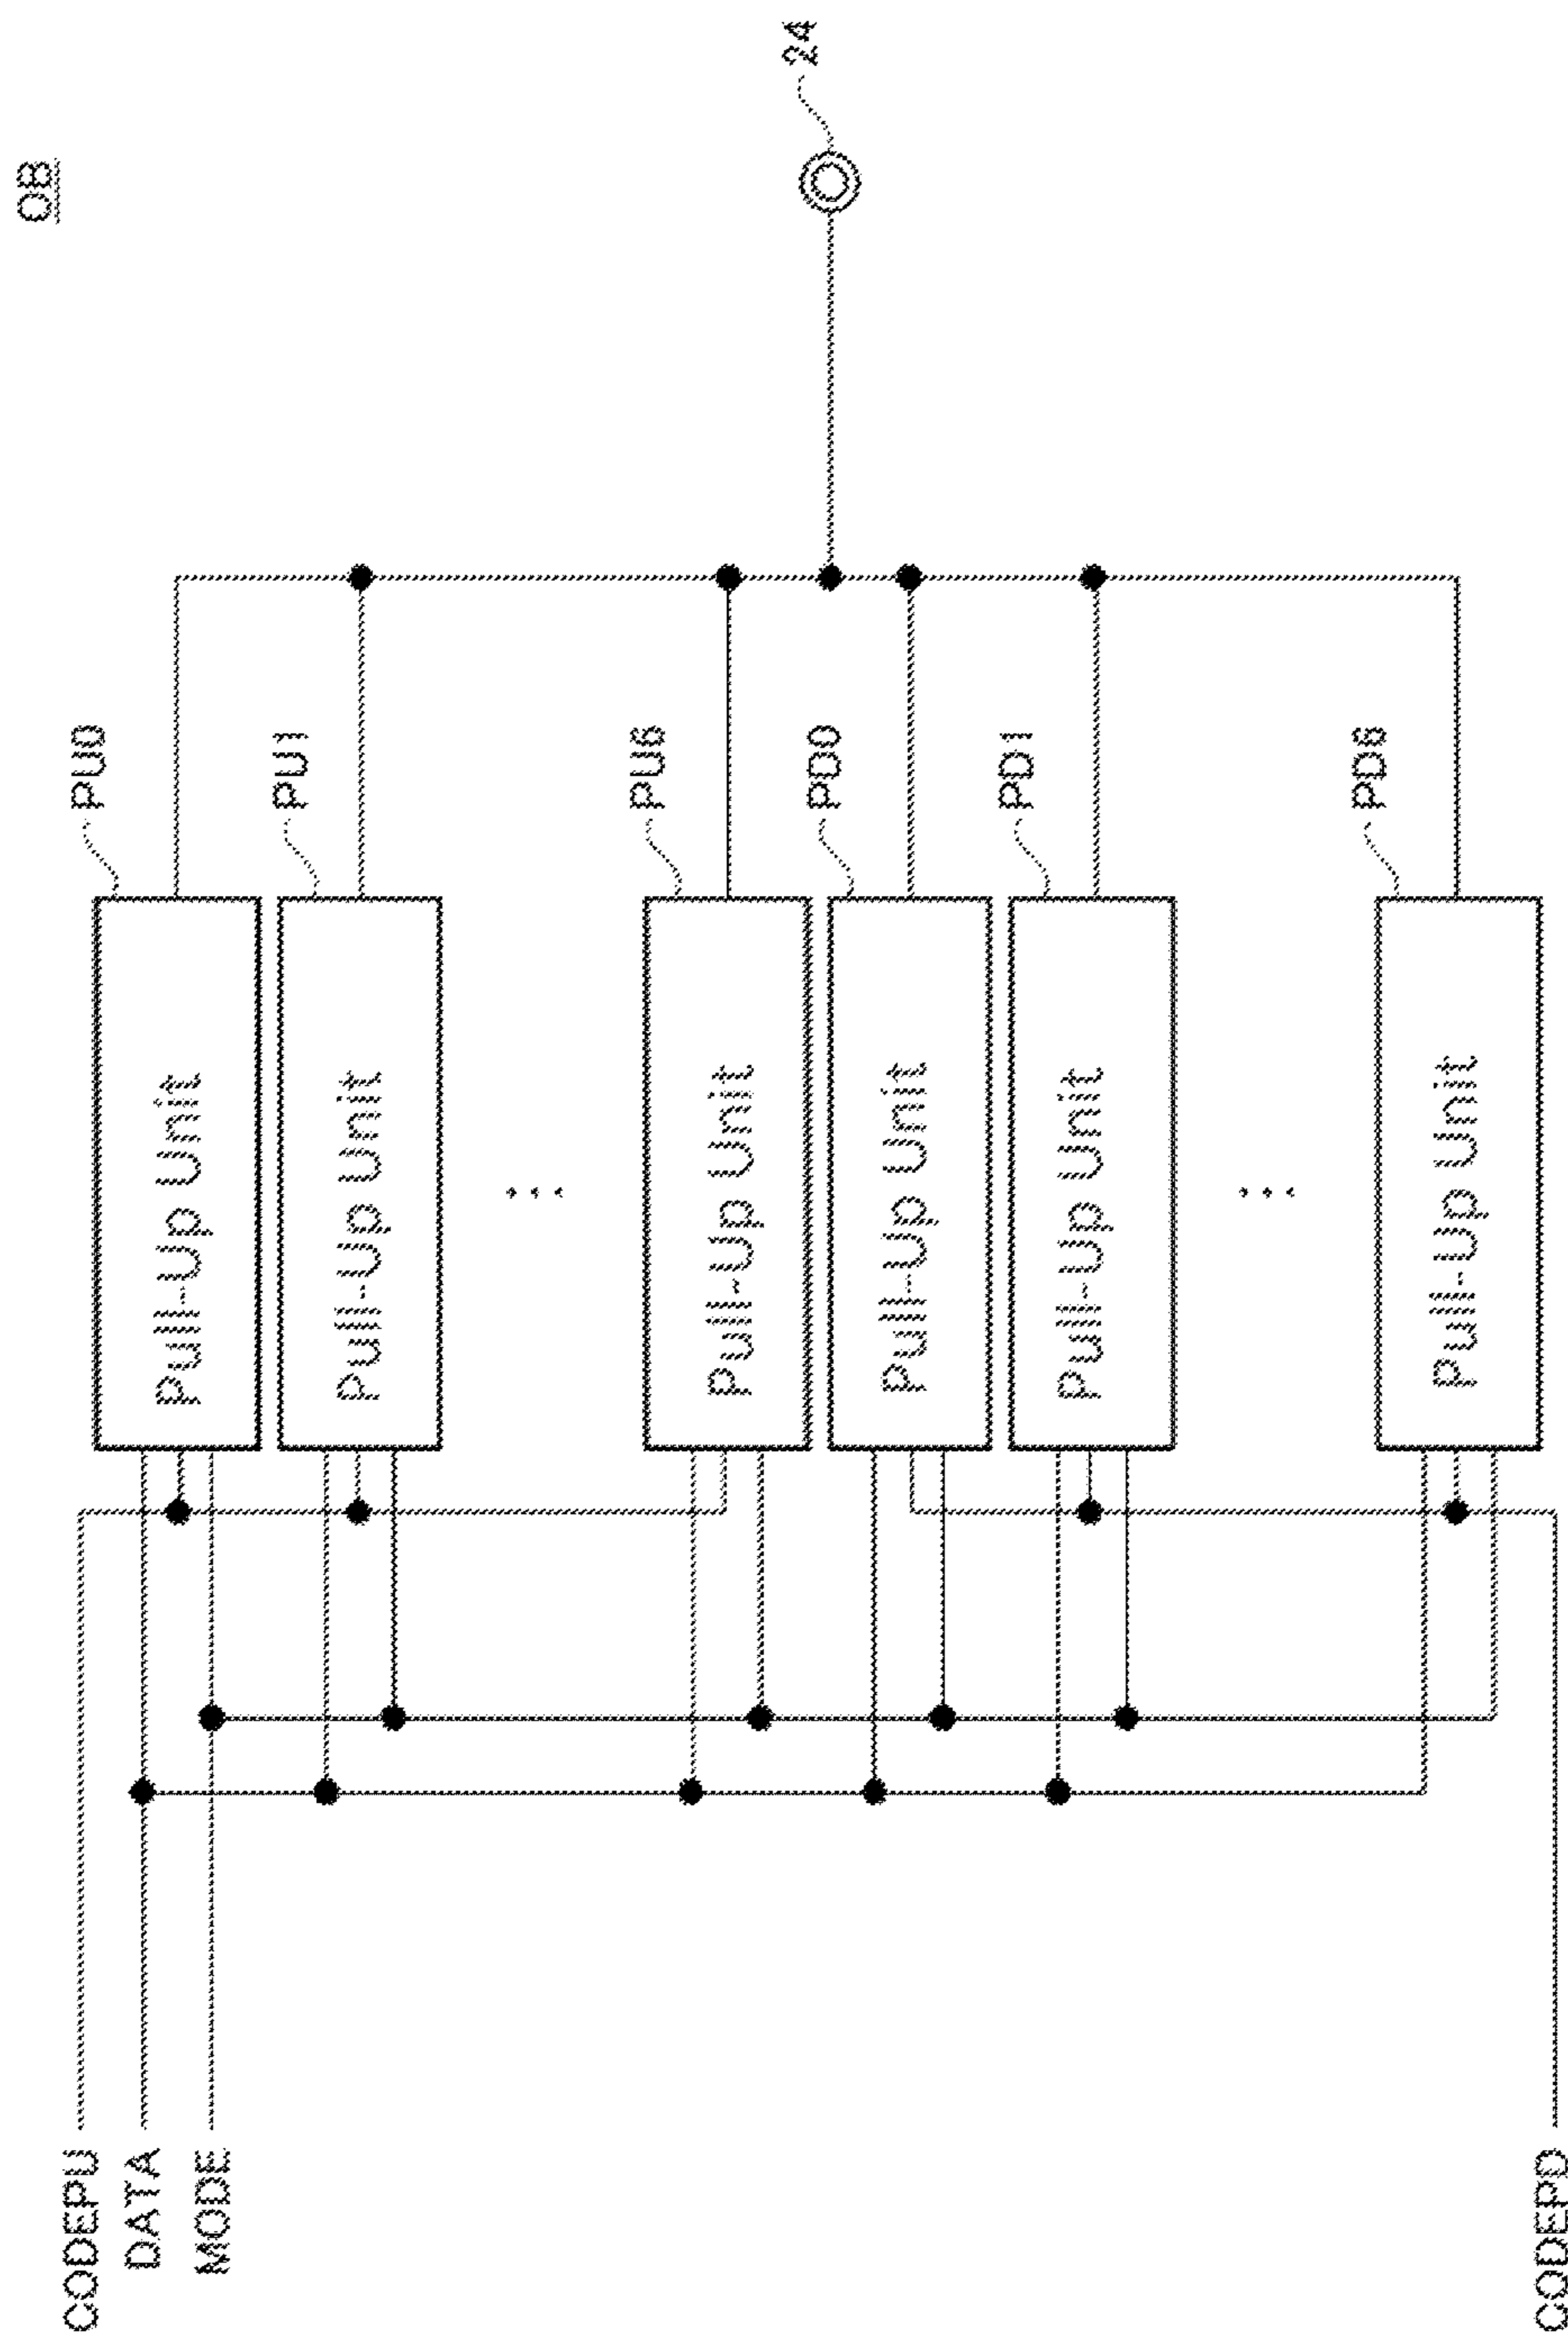 OB
CODEPU
PU0
DATA
Pull-Up Unit
MODE
PU1
Pull-Up Unit
...
PU6
Pull-Up Unit
24
PD0
Pull-Up Unit
PD1
Pull-Up Unit
...
PD6
Pull-Up Unit
CODEPD